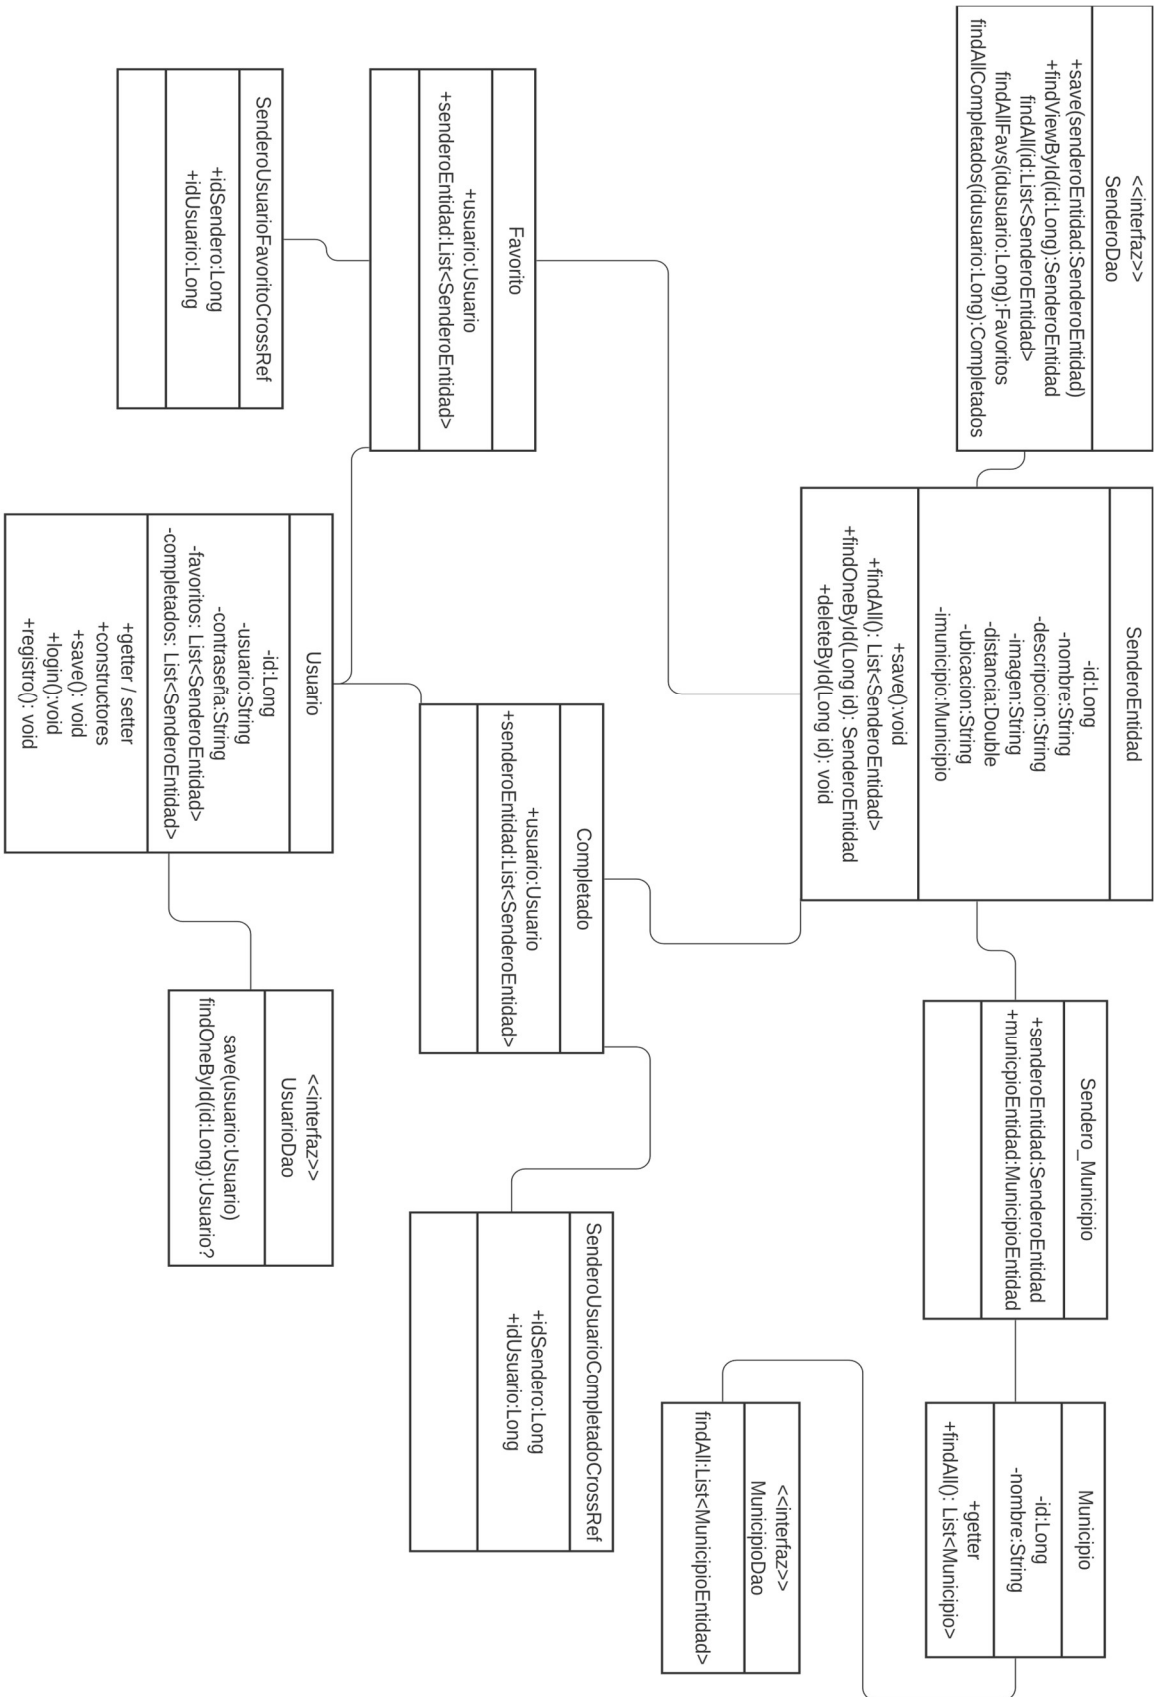 <<interfaz>>
SenderoDao
+save(senderoEntidad:SenderoEntidad)
+findViewById(id:Long):SenderoEntidad
findAll(id:List<SenderoEntidad>
findAllFavs(idusuario:Long):Favoritos
findAllCompletados(idusuario:Long):Completados
SenderoEntidad
-id:Long
-nombre:String
-descripcion:String
-imagen:String
-distancia:Double
-ubicacion:String
-imunicipio:Municipio
+save():void
+findAll(): List<SenderoEntidad>
+findOneById(Long id): SenderoEntidad
+deleteById(Long id): void
Sendero_Municipio
+senderoEntidad:SenderoEntidad
+municpioEntidad:MunicipioEntidad
Municipio
-id:Long
-nombre:String
+getter
+findAll(): List<Municipio>
<<interfaz>>
MunicipioDao
findAll:List<MunicipioEntidad>
Favorito
+usuario:Usuario
+senderoEntidad:List<SenderoEntidad>
Completado
+usuario:Usuario
+senderoEntidad:List<SenderoEntidad>
SenderoUsuarioCompletadoCrossRef
+idSendero:Long
+idUsuario:Long
SenderoUsuarioFavoritoCrossRef
+idSendero:Long
+idUsuario:Long
Usuario
-id:Long
-usuario:String
-contraseña:String
-favoritos: List<SenderoEntidad>
-completados: List<SenderoEntidad>
+getter / setter
+constructores
+save(): void
+login():void
+registro(): void
<<interfaz>>
UsuarioDao
save(usuario:Usuario)
findOneById(id:Long):Usuario?